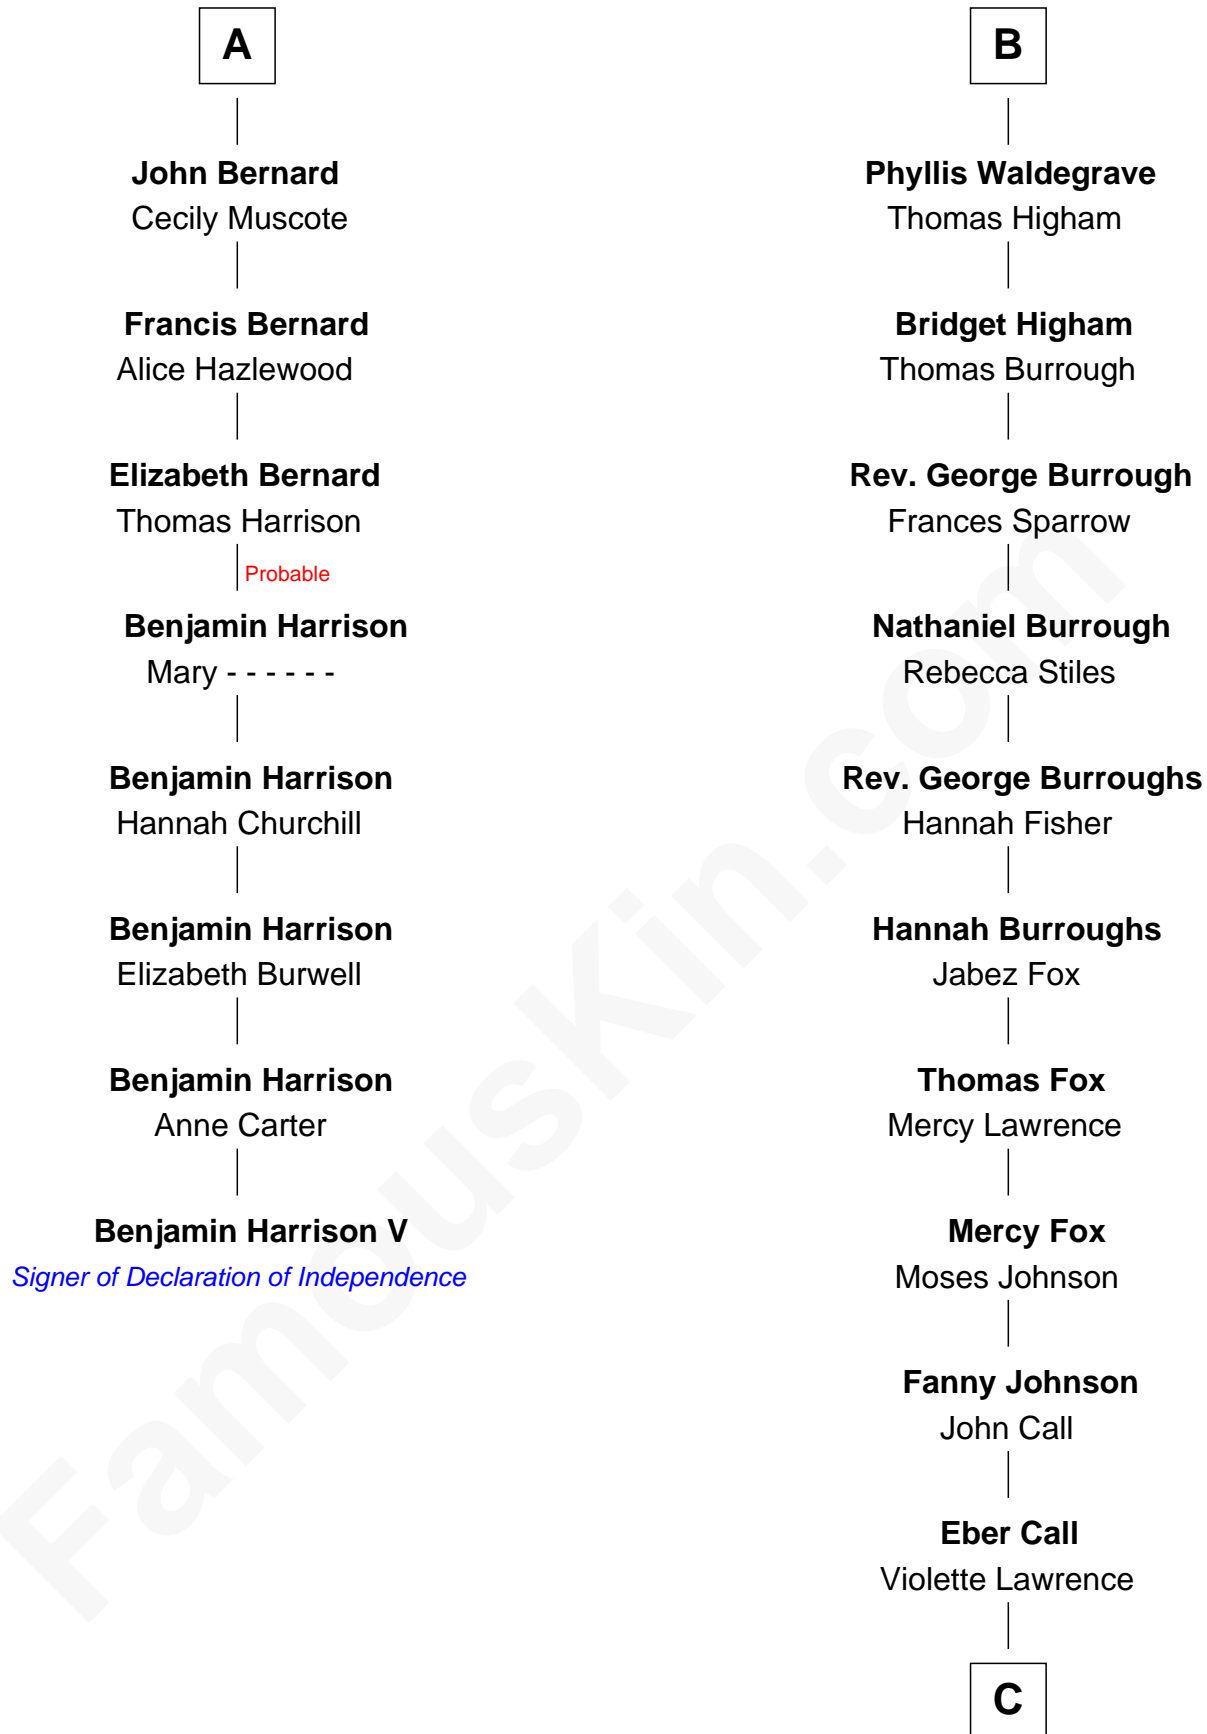 A
John Bernard
Cecily Muscote
Francis Bernard
Alice Hazlewood
Elizabeth Bernard
Thomas Harrison
Probable
Benjamin Harrison
Mary - - - - - -
Benjamin Harrison
Hannah Churchill
Benjamin Harrison
Elizabeth Burwell
Benjamin Harrison
Anne Carter
Benjamin Harrison V
Signer of Declaration of Independence
B
Phyllis Waldegrave
Thomas Higham
Bridget Higham
Thomas Burrough
Rev. George Burrough
Frances Sparrow
Nathaniel Burrough
Rebecca Stiles
Rev. George Burroughs
Hannah Fisher
Hannah Burroughs
Jabez Fox
Thomas Fox
Mercy Lawrence
Mercy Fox
Moses Johnson
Fanny Johnson
John Call
Eber Call
Violette Lawrence
C
FamousKin.com